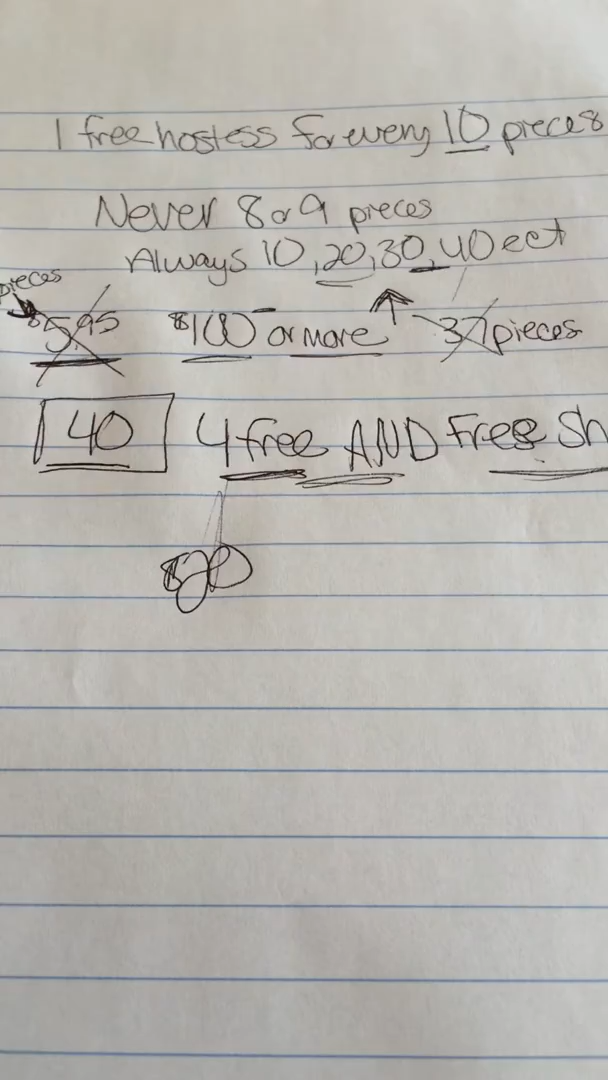 1 free hostess for every 10 pieces
Never 8 or 9 pieces
Always 10, 20, 30, 40 ect
pieces
$5.95 $100 or more 37 pieces
40 4 free AND Free Sh